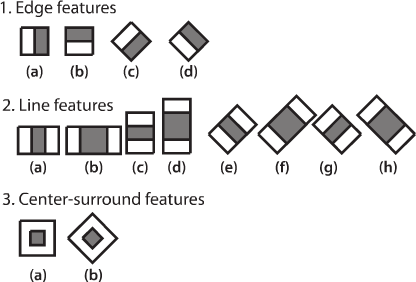 1. Edge features
(a) (b) (c) (d)
2. Line features
(a) (b) (c) (d) (e) (f) (g) (h)
3. Center-surround features
(a) (b)